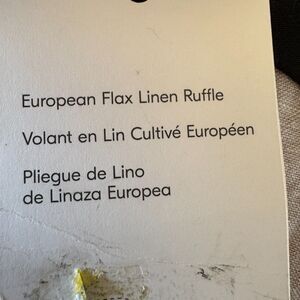 European Flax Linen Ruffle
Volant en Lin Cultivé Européen
Pliegue de Lino
de Linaza Europea